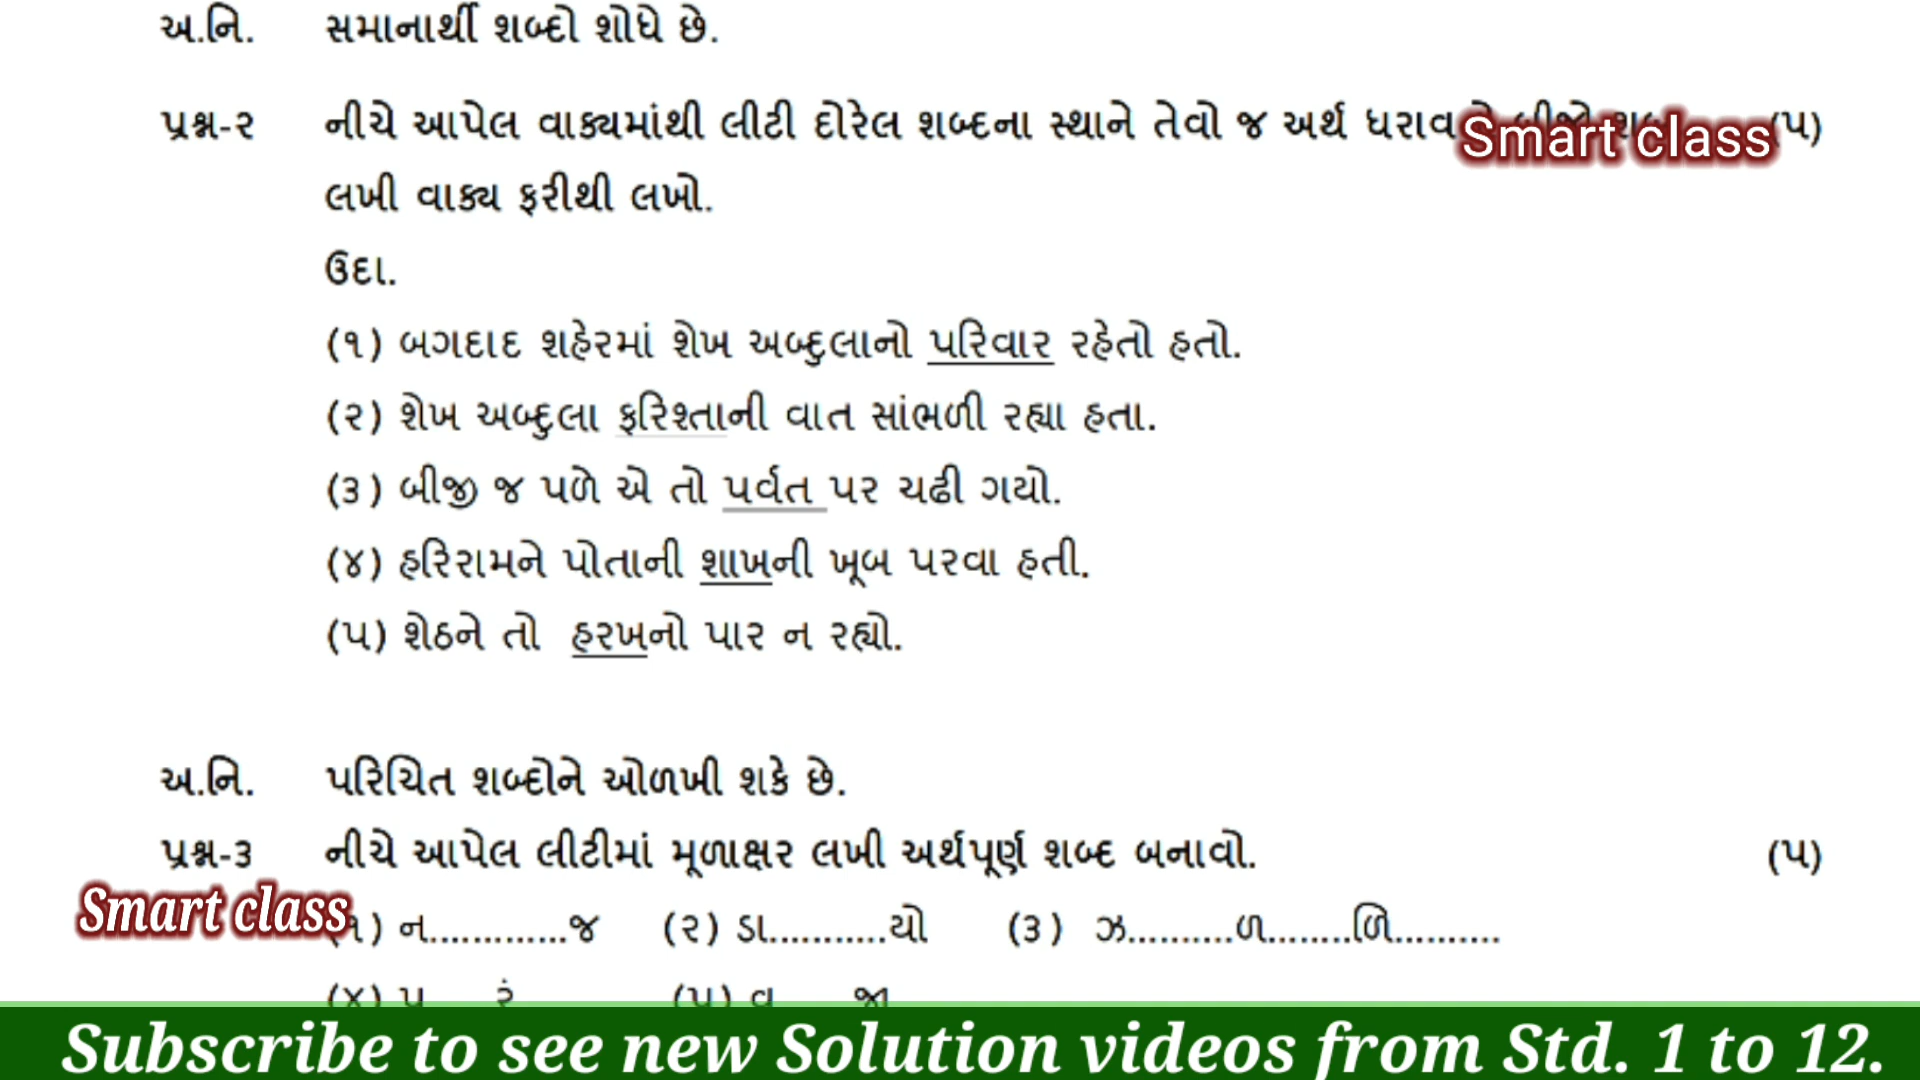 અ.નિ. સમાનાર્થી શબ્દો શોધે છે.
પ્રશ્ન-૨ નીચે આપેલ વાક્યમાંથી લીટી દોરેલ શબ્દના સ્થાને તેવો જ અર્થ Smart class (૫)
લખી વાક્ય ફરીથી લખો.
ઉદા.
(૧) બગદાદ શહેરમાં શેખ અબ્દુલાનો પરિવાર રહેતો હતો.
(૨) શેખ અબ્દુલા ફરિશ્તાની વાત સાંભળી રહ્યા હતા.
(૩) બીજી જ પળે એ તો પર્વત પર ચઢી ગયો.
(૪) હરિરામને પોતાની શાખની ખૂબ પરવા હતી.
(૫) શેઠને તો હરખનો પાર ન રહ્યો.
અ.નિ. પરિચિત શબ્દોને ઓળખી શકે છે.
પ્રશ્ન-૩ નીચે આપેલ લીટીમાં મૂળાક્ષર લખી અર્થપૂર્ણ શબ્દ બનાવો. (૫)
Smart class
(૧) ન.............જ (૨) ડા...........યો (૩) ઝ..........ળ........ળિ..........
Subscribe to see new Solution videos from Std. 1 to 12.